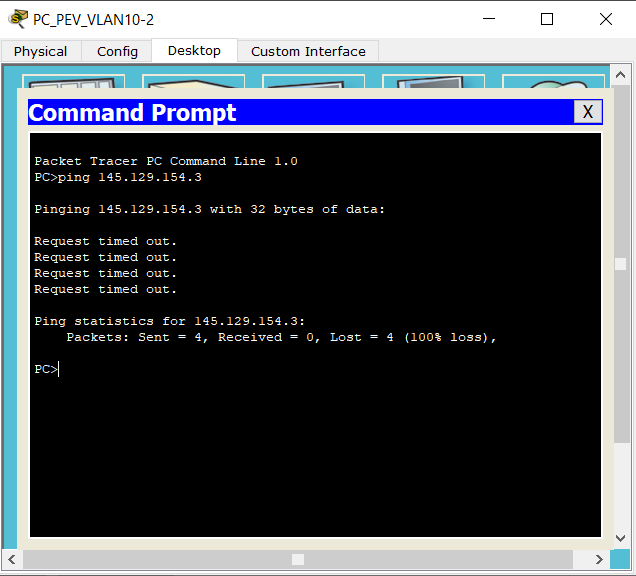 PC_PEV_VLAN10-2
Physical Config Desktop Custom Interface
Command Prompt X
Packet Tracer PC Command Line 1.0
PC>ping 145.129.154.3
Pinging 145.129.154.3 with 32 bytes of data:
Request timed out.
Request timed out.
Request timed out.
Request timed out.
Ping statistics for 145.129.154.3:
Packets: Sent = 4, Received = 0, Lost = 4 (100% loss),
PC>